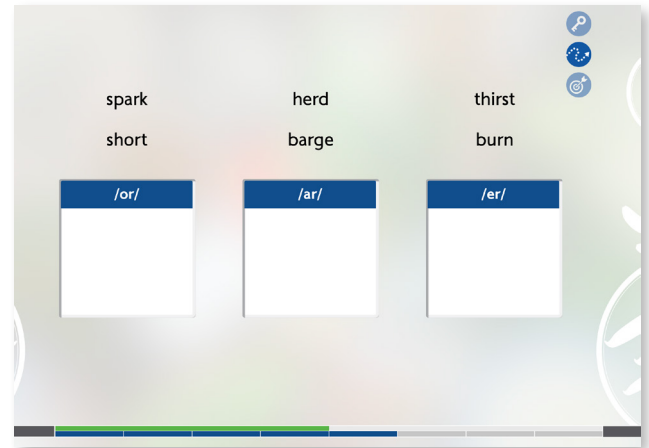 spark herd thirst
short barge burn
/or/ /ar/ /er/